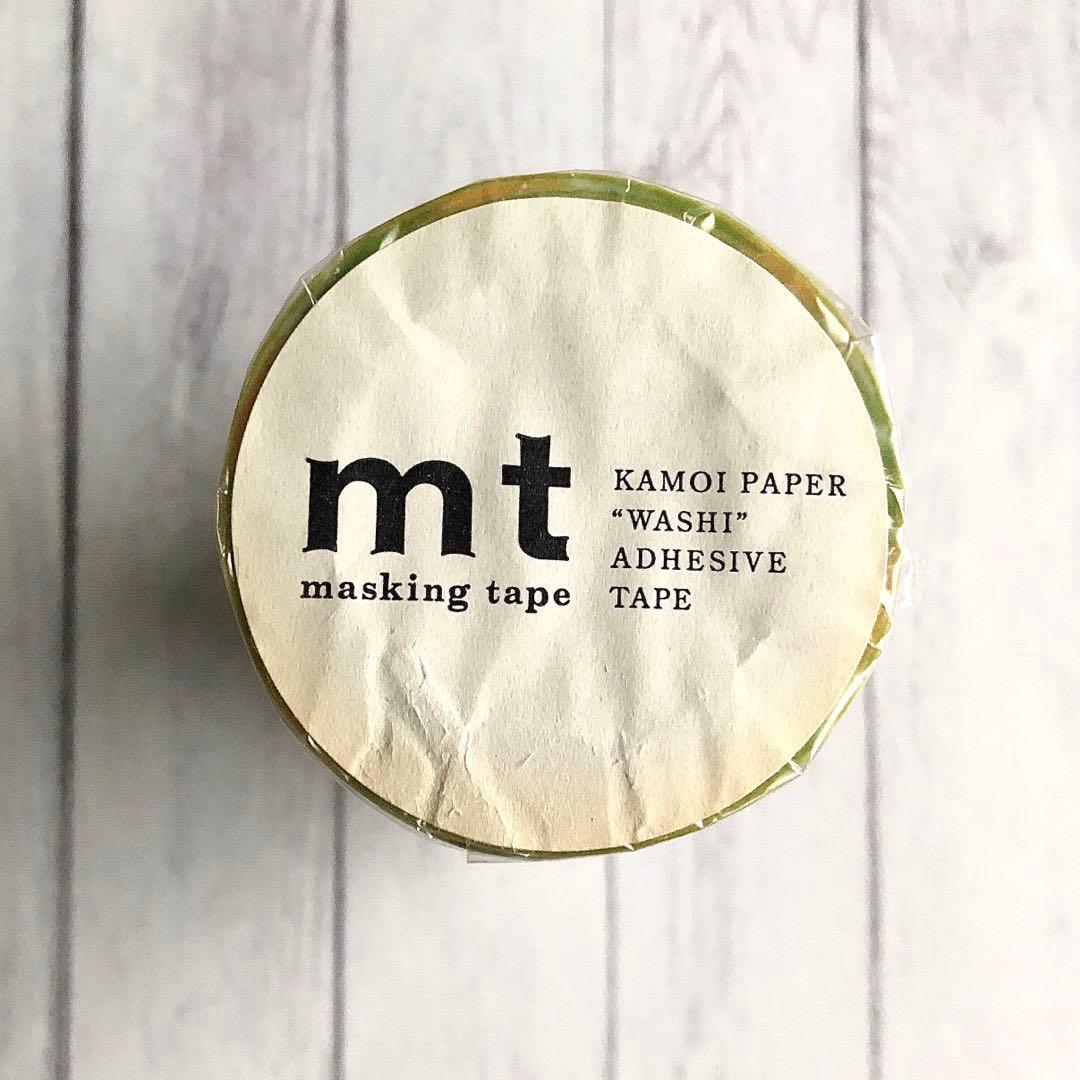 mt
masking tape
KAMOI PAPER
“WASHI”
ADHESIVE
TAPE